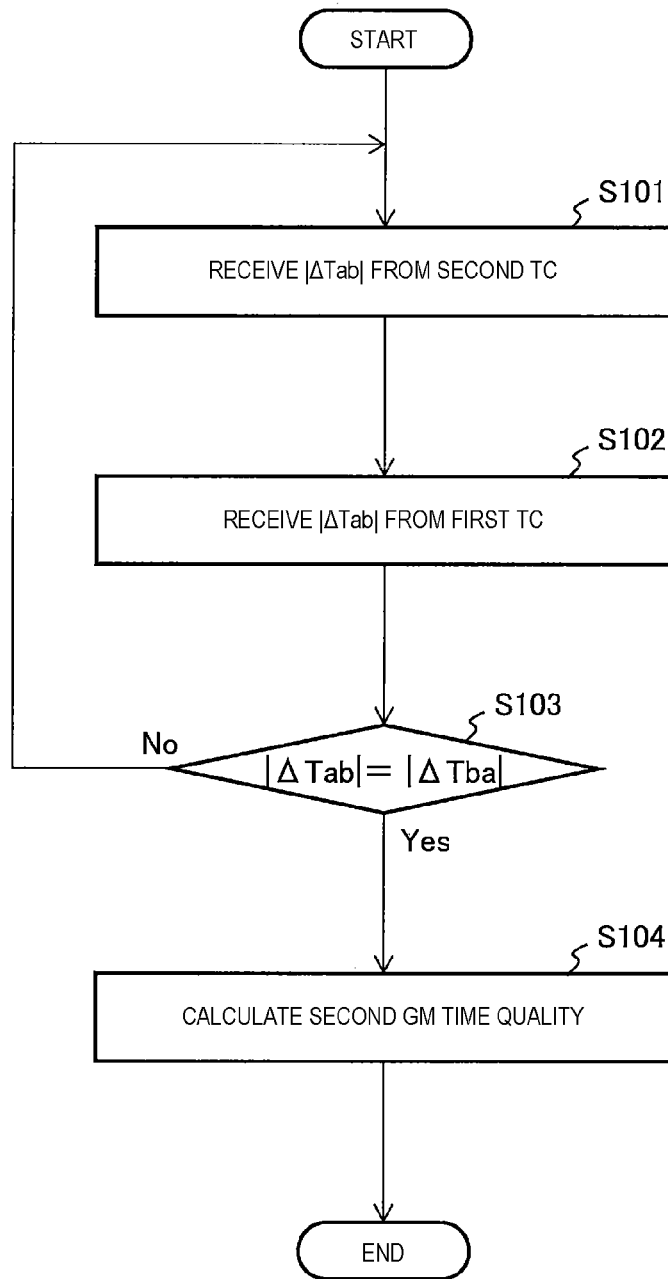 START
S101
RECEIVE |ΔTab| FROM SECOND TC
S102
RECEIVE |ΔTab| FROM FIRST TC
S103
No
|ΔTab|=|ΔTba|
Yes
S104
CALCULATE SECOND GM TIME QUALITY
END